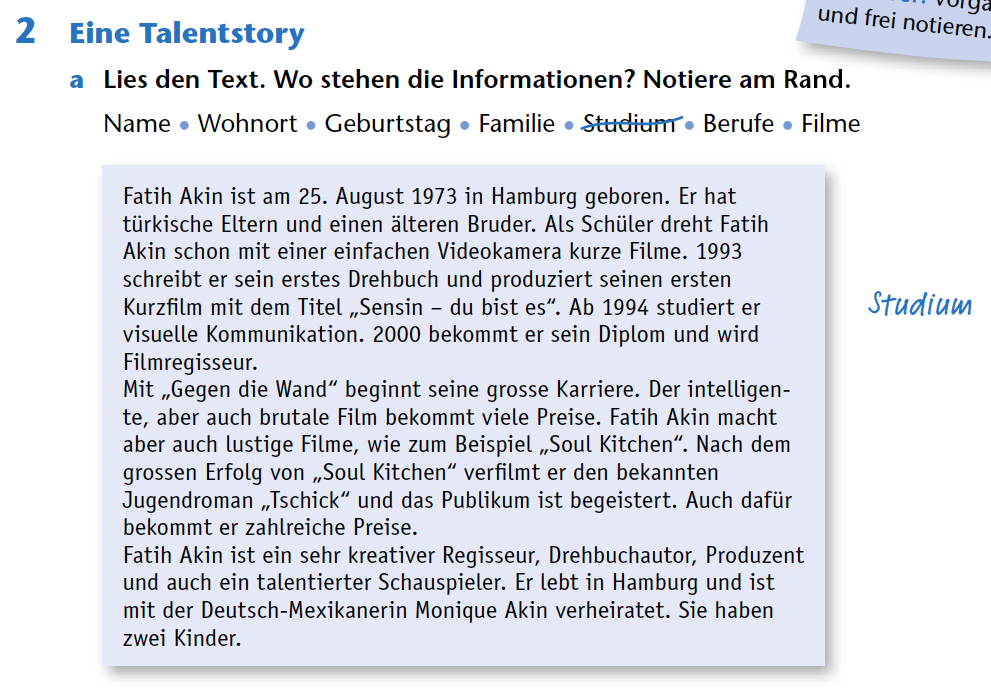 und frei notieren.
2 Eine Talentstory
a Lies den Text. Wo stehen die Informationen? Notiere am Rand.
Name • Wohnort • Geburtstag • Familie • Studium • Berufe • Filme
Fatih Akin ist am 25. August 1973 in Hamburg geboren. Er hat
türkische Eltern und einen älteren Bruder. Als Schüler dreht Fatih
Akin schon mit einer einfachen Videokamera kurze Filme. 1993
schreibt er sein erstes Drehbuch und produziert seinen ersten
Kurzfilm mit dem Titel „Sensin – du bist es“. Ab 1994 studiert er
Studium
visuelle Kommunikation. 2000 bekommt er sein Diplom und wird
Filmregisseur.
Mit „Gegen die Wand“ beginnt seine grosse Karriere. Der intelligen-
te, aber auch brutale Film bekommt viele Preise. Fatih Akin macht
aber auch lustige Filme, wie zum Beispiel „Soul Kitchen“. Nach dem
grossen Erfolg von „Soul Kitchen“ verfilmt er den bekannten
Jugendroman „Tschick“ und das Publikum ist begeistert. Auch dafür
bekommt er zahlreiche Preise.
Fatih Akin ist ein sehr kreativer Regisseur, Drehbuchautor, Produzent
und auch ein talentierter Schauspieler. Er lebt in Hamburg und ist
mit der Deutsch-Mexikanerin Monique Akin verheiratet. Sie haben
zwei Kinder.